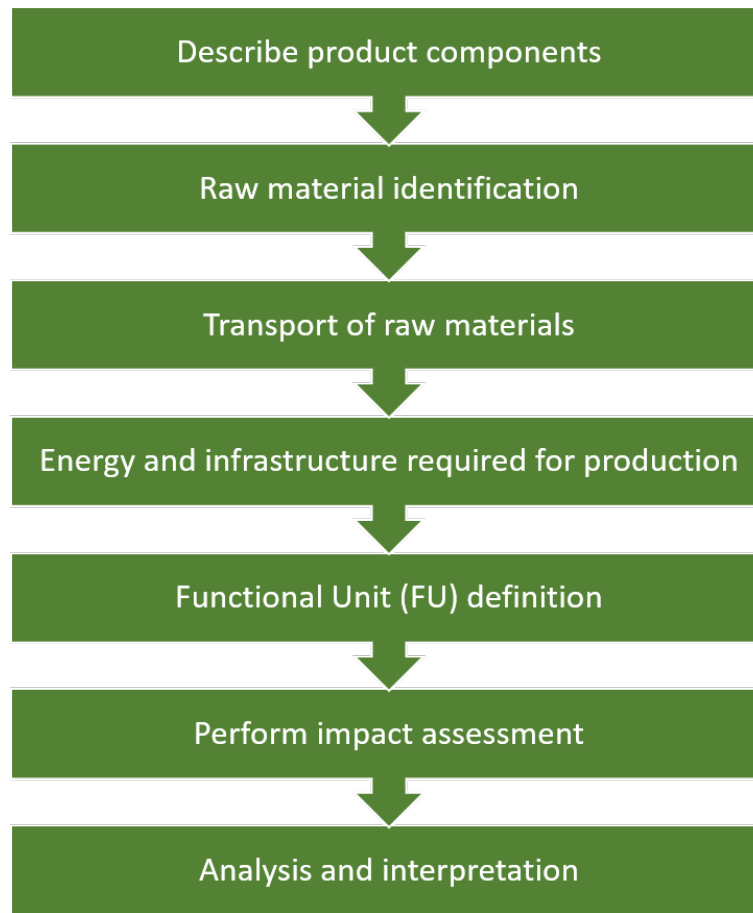 Describe product components
Raw material identification
Transport of raw materials
Energy and infrastructure required for production
Functional Unit (FU) definition
Perform impact assessment
Analysis and interpretation